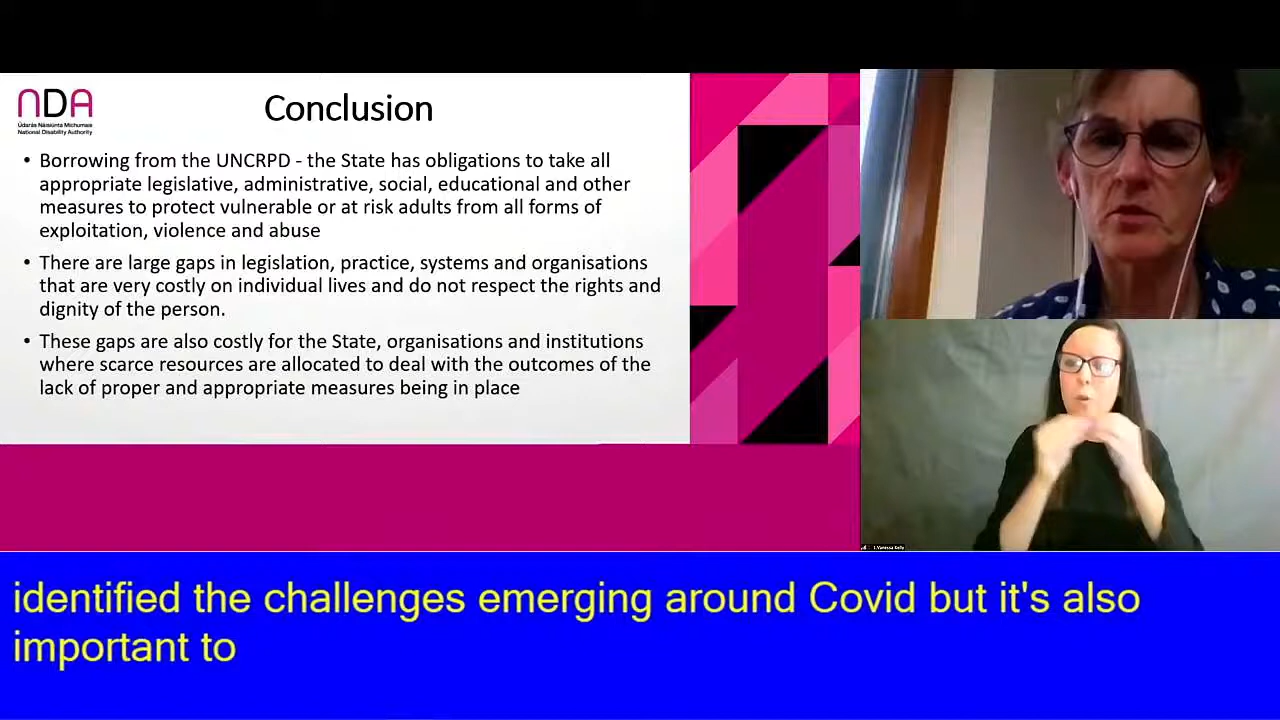 NDA
Údarás Náisiúnta Míchumais
National Disability Authority
Conclusion
• Borrowing from the UNCRPD - the State has obligations to take all
appropriate legislative, administrative, social, educational and other
measures to protect vulnerable or at risk adults from all forms of
exploitation, violence and abuse
• There are large gaps in legislation, practice, systems and organisations
that are very costly on individual lives and do not respect the rights and
dignity of the person.
• These gaps are also costly for the State, organisations and institutions
where scarce resources are allocated to deal with the outcomes of the
lack of proper and appropriate measures being in place
identified the challenges emerging around Covid but it's also
important to